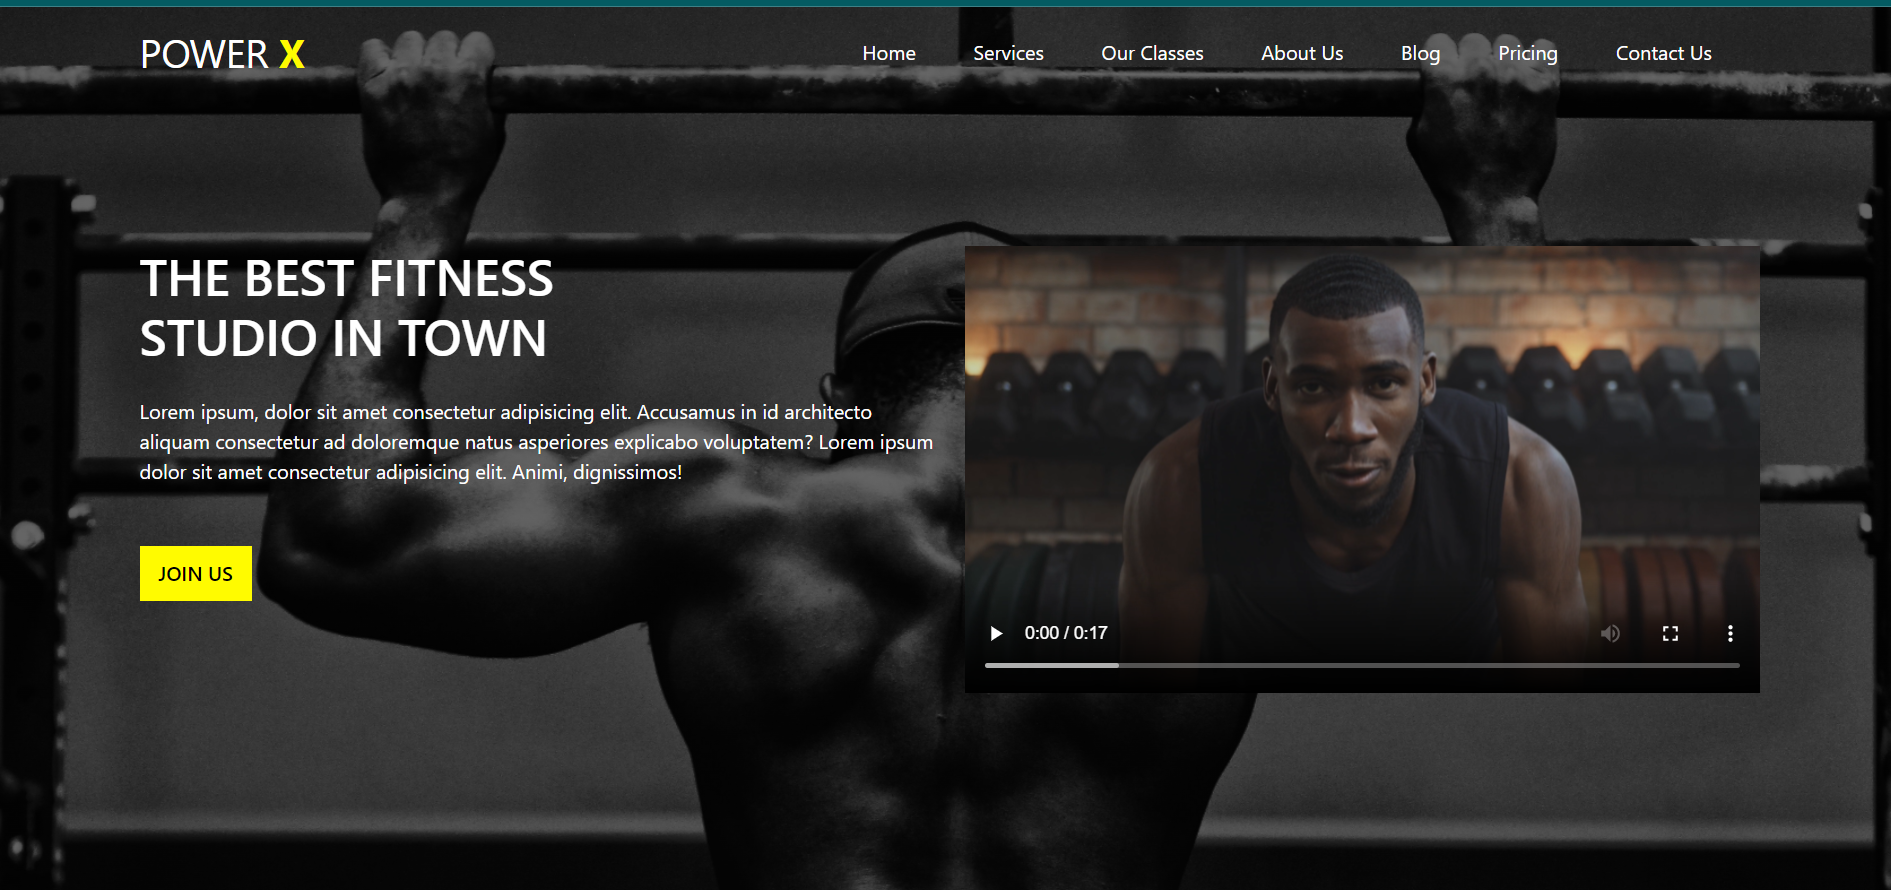 POWER X
Home Services Our Classes About Us Blog Pricing Contact Us
THE BEST FITNESS
STUDIO IN TOWN
Lorem ipsum, dolor sit amet consectetur adipisicing elit. Accusamus in id architecto
aliquam consectetur ad doloremque natus asperiores explicabo voluptatem? Lorem ipsum
dolor sit amet consectetur adipisicing elit. Animi, dignissimos!
JOIN US
0:00 / 0:17